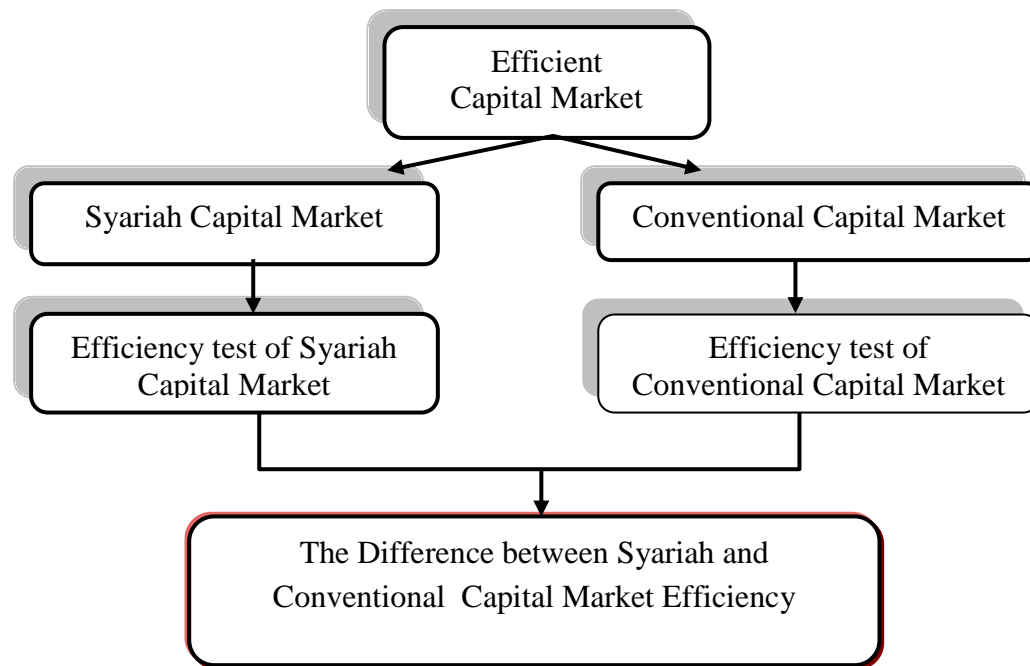 Efficient
Capital Market
Syariah Capital Market
Conventional Capital Market
Efficiency test of Syariah
Capital Market
Efficiency test of
Conventional Capital Market
The Difference between Syariah and
Conventional Capital Market Efficiency